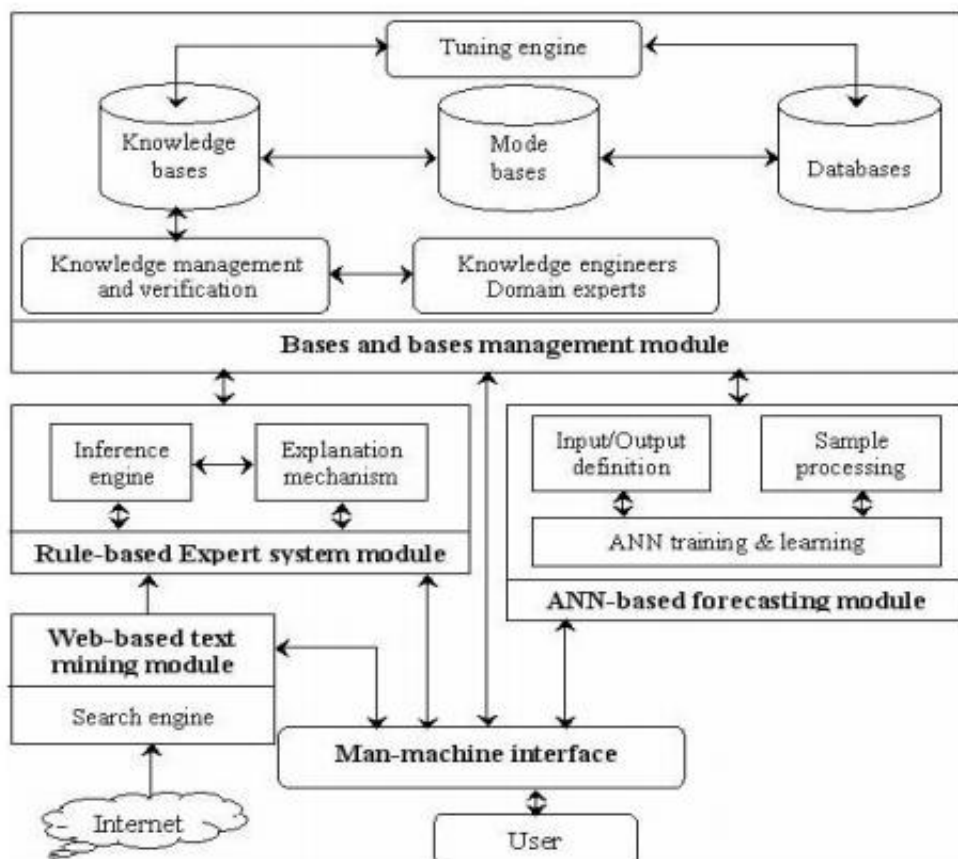 Tuning engine
Knowledge
bases
Mode
bases
Databases
Knowledge management
and verification
Knowledge engineers
Domain experts
Bases and bases management module
Inference
engine
Explanation
mechanism
Rule-based Expert system module
Input/Output
definition
Sample
processing
ANN training & learning
ANN-based forecasting module
Web-based text
mining module
Search engine
Internet
Man-machine interface
User